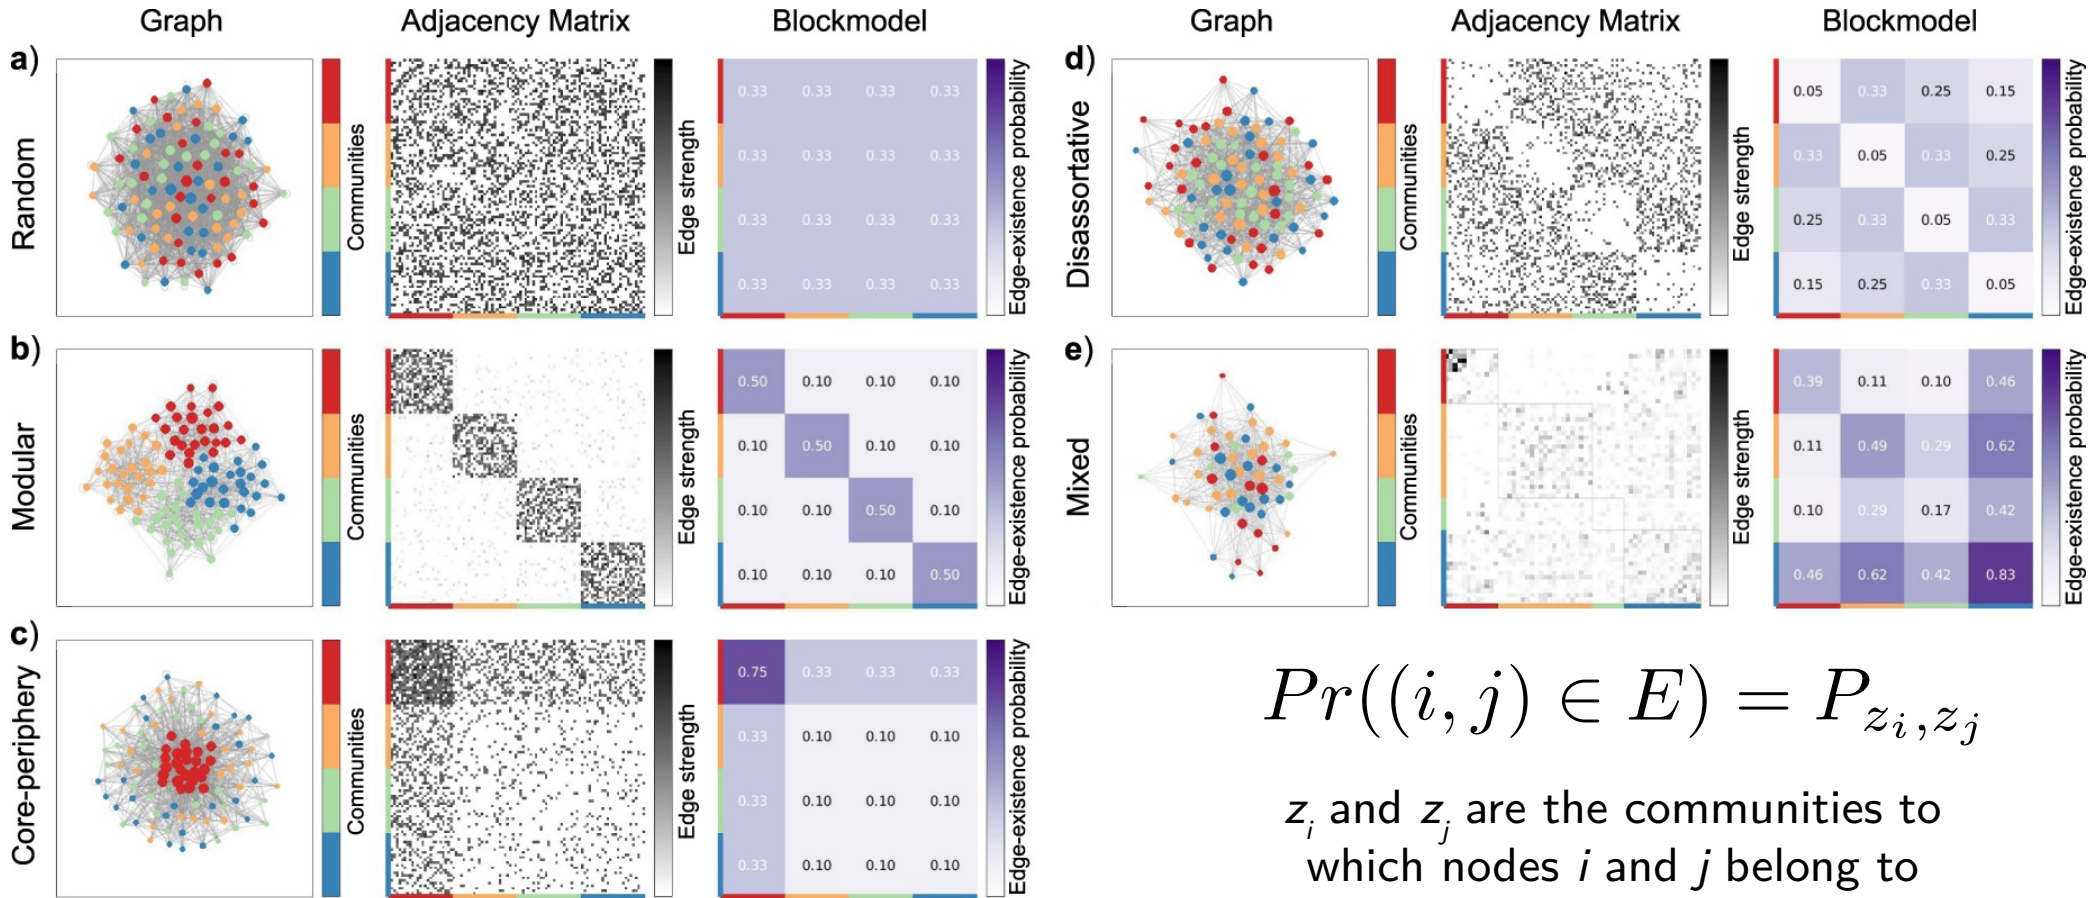 Graph Adjacency Matrix Blockmodel
a)
Random
Communities
Edge strength
Edge-existence probability
0.33 0.33 0.33 0.33
0.33 0.33 0.33 0.33
0.33 0.33 0.33 0.33
0.33 0.33 0.33 0.33
b)
Modular
Communities
Edge strength
Edge-existence probability
0.50 0.10 0.10 0.10
0.10 0.50 0.10 0.10
0.10 0.10 0.50 0.10
0.10 0.10 0.10 0.50
c)
Core-periphery
Communities
Edge strength
Edge-existence probability
0.75 0.33 0.33 0.33
0.33 0.10 0.10 0.10
0.33 0.10 0.10 0.10
0.33 0.10 0.10 0.10
Graph Adjacency Matrix Blockmodel
d)
Disassortative
Communities
Edge strength
Edge-existence probability
0.05 0.33 0.25 0.15
0.33 0.05 0.33 0.25
0.25 0.33 0.05 0.33
0.15 0.25 0.33 0.05
e)
Mixed
Communities
Edge strength
Edge-existence probability
0.39 0.11 0.10 0.46
0.11 0.49 0.29 0.62
0.10 0.29 0.17 0.42
0.46 0.62 0.42 0.83
Pr((i, j) ∈ E) = P_{z_i, z_j}
z_i and z_j are the communities to
which nodes i and j belong to